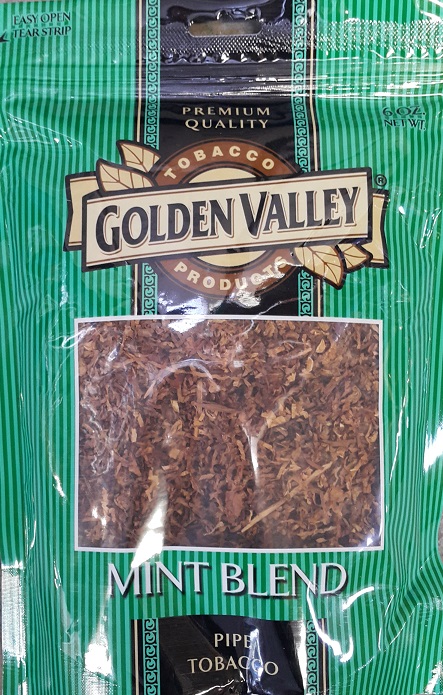 EASY OPEN
TEAR STRIP
PREMIUM
QUALITY
6 OZ.
NET WT.
TOBACCO
GOLDEN VALLEY®
PRODUCTS
MINT BLEND
PIPE
TOBACCO